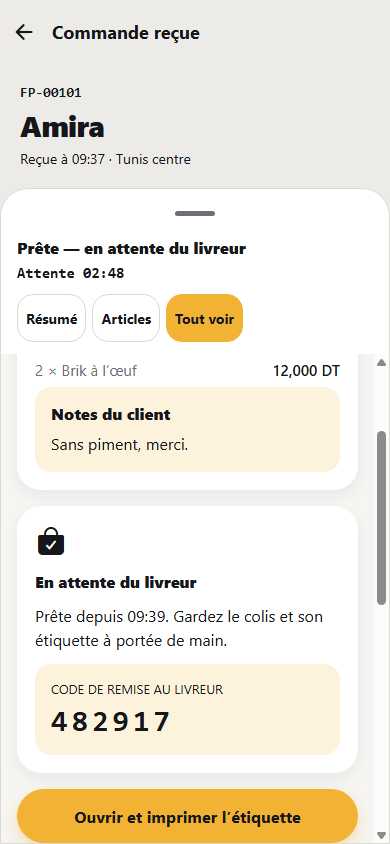 Commande reçue
FP-00101
Amira
Reçue à 09:37 · Tunis centre
Prête — en attente du livreur
Attente 02:48
Résumé Articles Tout voir
2 × Brik à l’œuf 12,000 DT
Notes du client
Sans piment, merci.
En attente du livreur
Prête depuis 09:39. Gardez le colis et son
étiquette à portée de main.
CODE DE REMISE AU LIVREUR
482917
Ouvrir et imprimer l’étiquette